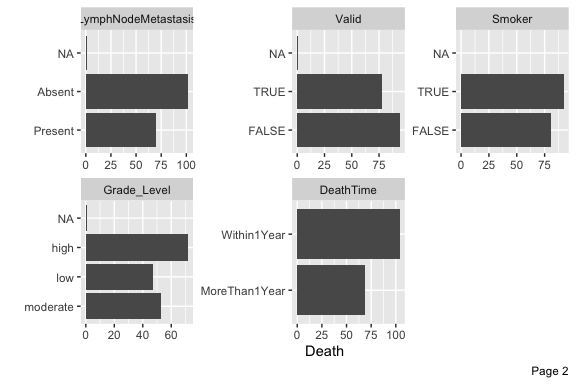 LymphNodeMetastasis
NA
Absent
Present
0 25 50 75 100
Valid
NA
TRUE
FALSE
0 25 50 75
Smoker
NA
TRUE
FALSE
0 25 50 75
Grade_Level
NA
high
low
moderate
0 20 40 60
DeathTime
Within1Year
MoreThan1Year
0 25 50 75 100
Death
Page 2